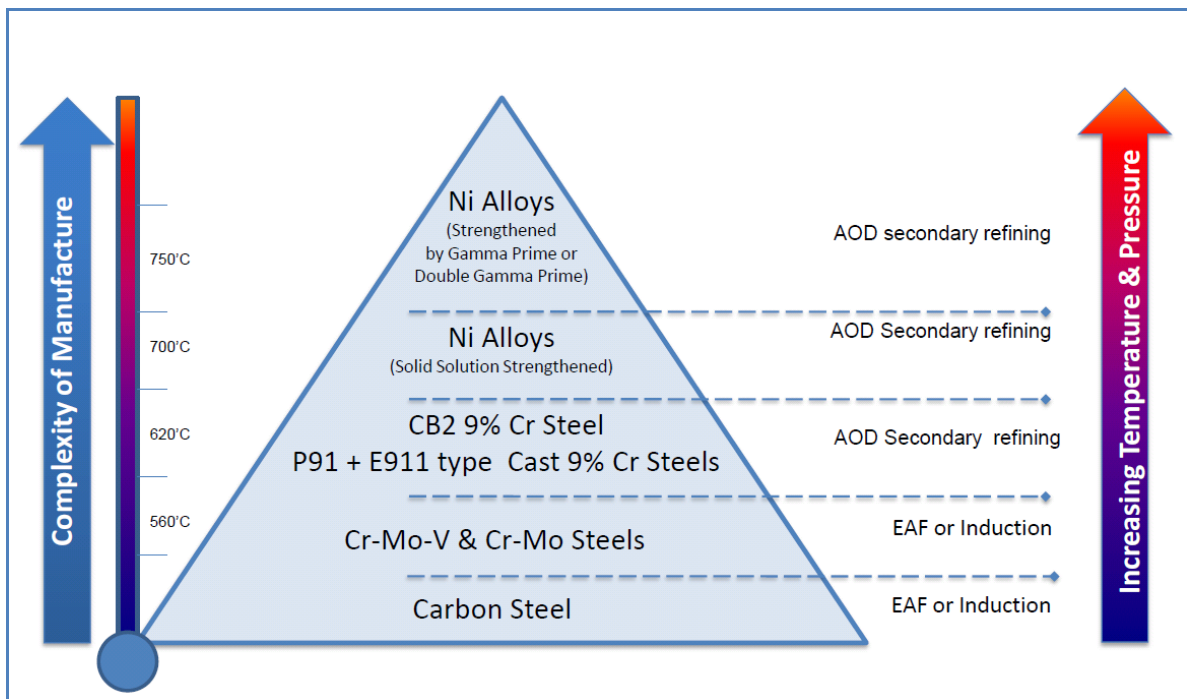 Complexity of Manufacture
750'C
700'C
620'C
560'C
Ni Alloys
(Strengthened
by Gamma Prime or
Double Gamma Prime)
Ni Alloys
(Solid Solution Strengthened)
CB2 9% Cr Steel
P91 + E911 type Cast 9% Cr Steels
Cr-Mo-V & Cr-Mo Steels
Carbon Steel
AOD secondary refining
AOD Secondary refining
AOD Secondary refining
EAF or Induction
EAF or Induction
Increasing Temperature & Pressure